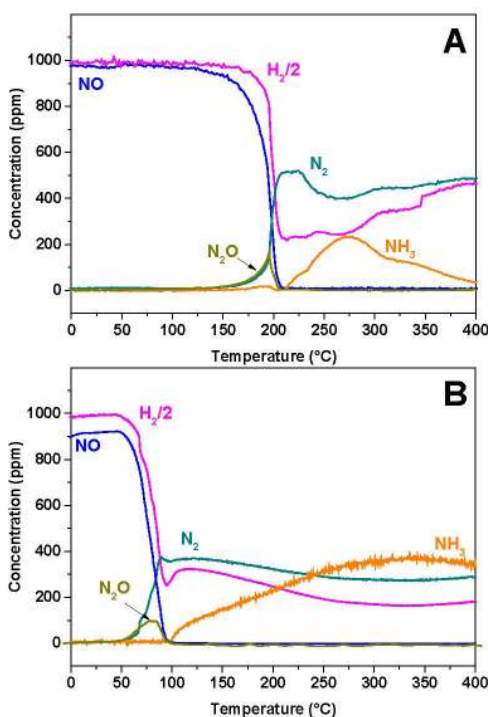 A
1000
800
600
400
200
0
Concentration (ppm)
NO
H₂/2
N₂
N₂O
NH₃
0 50 100 150 200 250 300 350 400
Temperature (°C)
B
1000
800
600
400
200
0
Concentration (ppm)
H₂/2
NO
N₂
NH₃
N₂O
0 50 100 150 200 250 300 350 400
Temperature (°C)